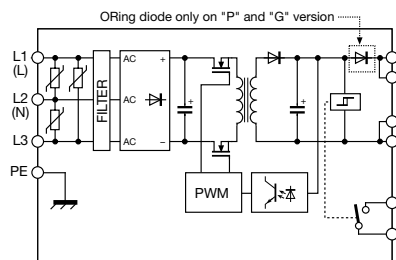 ORing diode only on "P" and "G" version
L1
(L)
L2
(N)
L3
PE
FILTER
AC
AC
AC
+
–
+
PWM
+